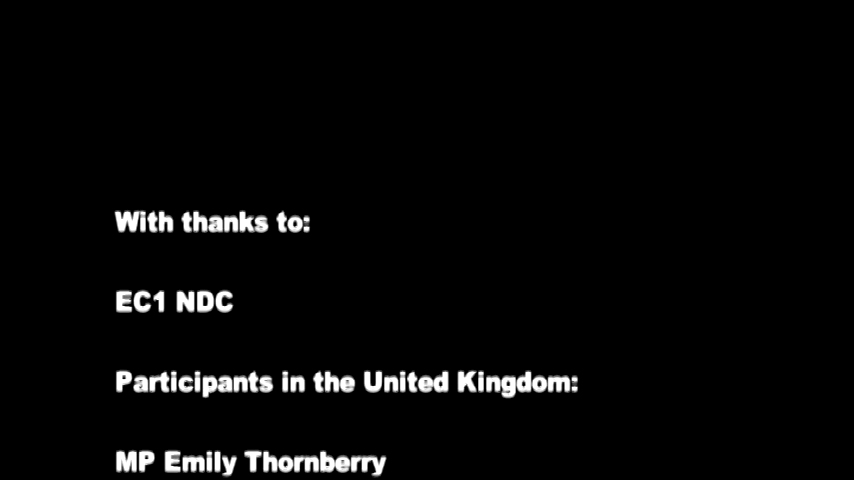 With thanks to:
EC1 NDC
Participants in the United Kingdom:
MP Emily Thornberry